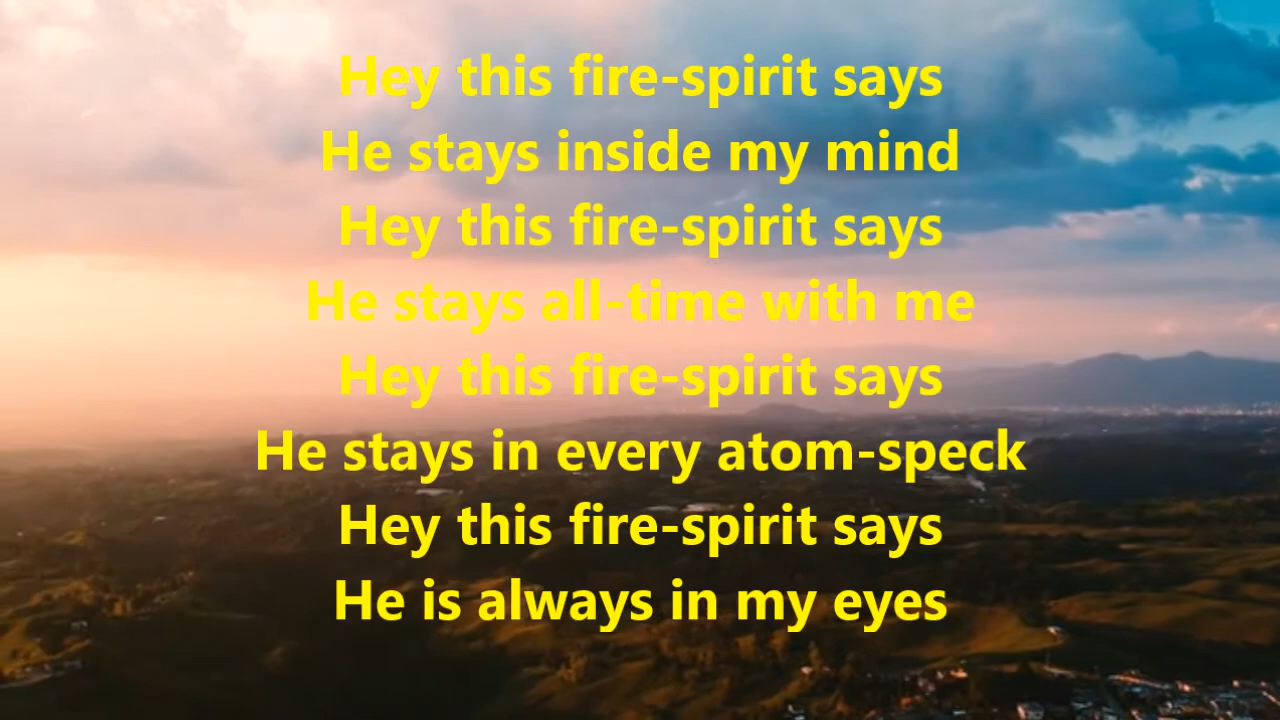 Hey this fire-spirit says
He stays inside my mind
Hey this fire-spirit says
He stays all-time with me
Hey this fire-spirit says
He stays in every atom-speck
Hey this fire-spirit says
He is always in my eyes